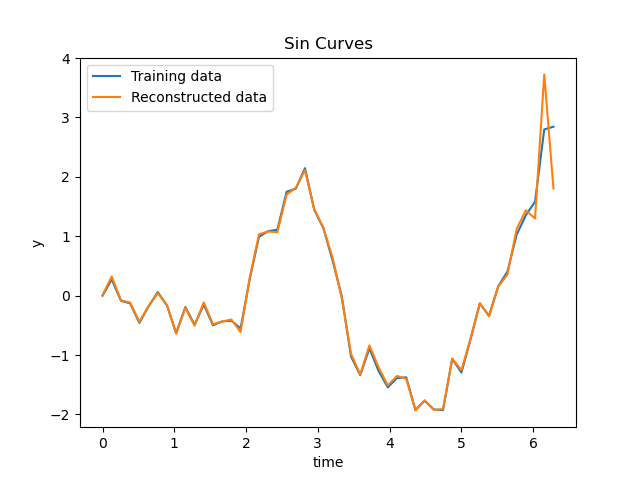 Sin Curves
Training data
Reconstructed data
4
3
2
1
0
−1
−2
y
0 1 2 3 4 5 6
time